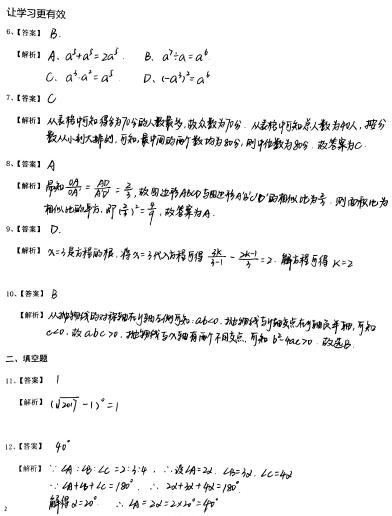 让学习更有效
6、【答案】 B.
【解析】 A、a⁵+a⁵=2a⁵ B、a⁷÷a=a⁶
C、a³·a²=a⁵ D、(-a³)²=a⁶
7、【答案】 C
【解析】 从表格中可知得分为70分的人数最多,故众数为70分. 从表格中可知总人数为40人,按分
数从小到大排列,可知,最中间的两个数均为80分,则中位数为80分. 故答案为C.
8、【答案】 A
【解析】 易知 OA/OA' = AD/A'D' = 2/3,故四边形ABCD与四边形A'B'C'D'的相似比为2/3. 则面积比为
相似比的平方,即(2/3)²=4/9,故答案为A.
9、【答案】 D.
【解析】 x=3是方程的根,将x=3代入方程可得 3K/(3-1) - (2K-1)/3 = 2. 解方程可得 K=2
10、【答案】 B
【解析】 从抛物线的对称轴在y轴右侧可知:ab<0,抛物线与y轴交点在y轴负半轴,可知
c<0,故abc>0,抛物线与x轴有两个不同交点,可知 b²-4ac>0. 故选B.
二、填空题
11、【答案】 1
【解析】 (√2017 -1)⁰=1
12、【答案】 40°
【解析】 ∵∠A:∠B:∠C=2:3:4, ∴设∠A=2α. ∠B=3α. ∠C=4α
∵∠A+∠B+∠C=180°, ∴ 2α+3α+4α=180°
解得α=20° ∴∠A=2α=2×20°=40°
2